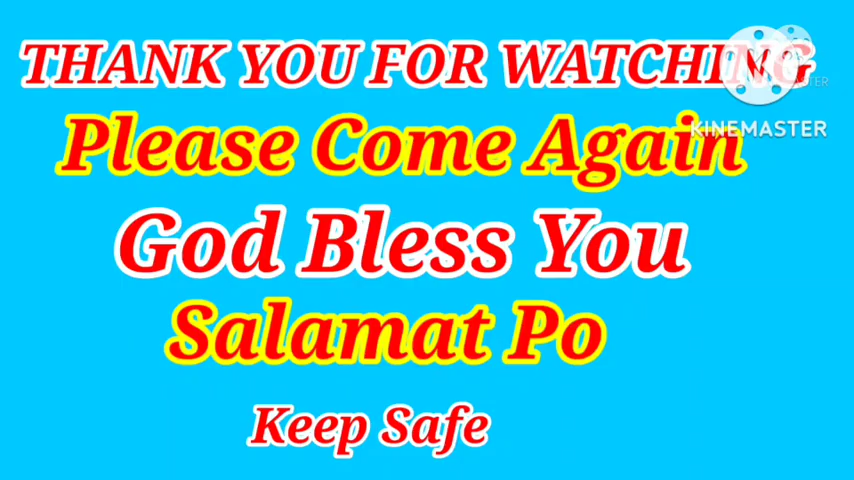 THANK YOU FOR WATCHING
Please Come Again
God Bless You
Salamat Po
Keep Safe
KINEMASTER